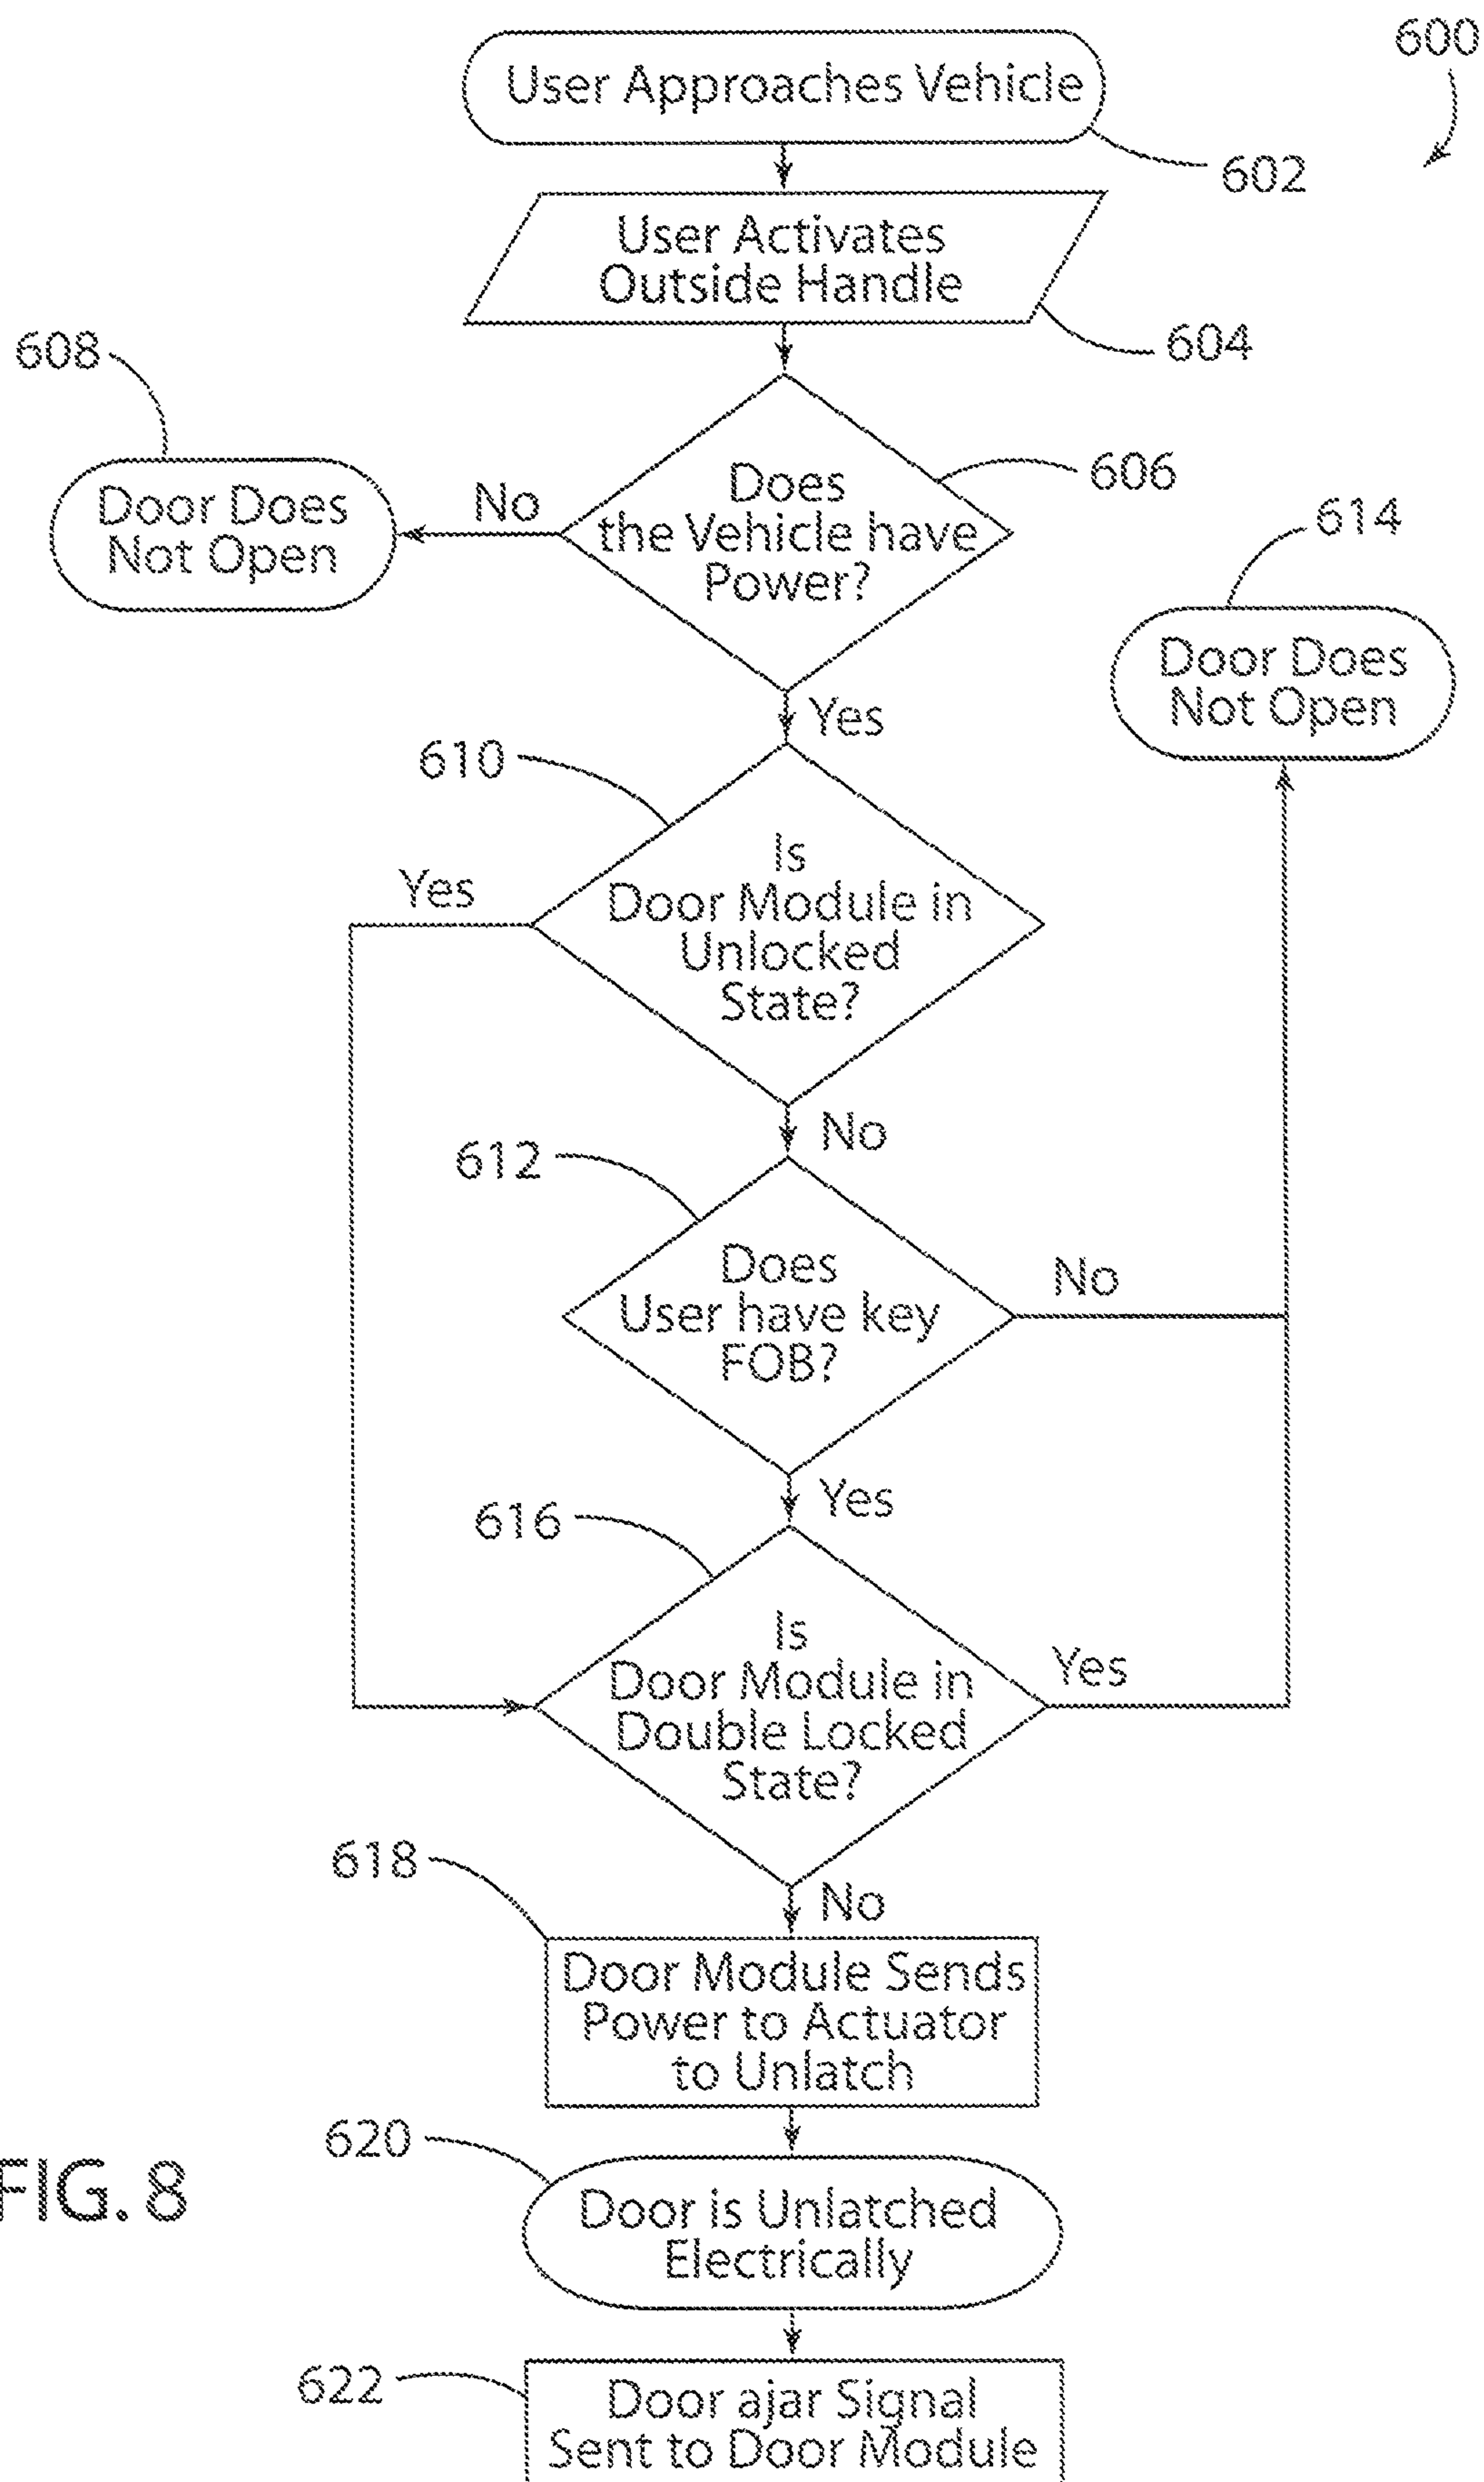 600
User Approaches Vehicle
602
User Activates
Outside Handle
604
608
Door Does
Not Open
No
Does
the Vehicle have
Power?
606
614
Door Does
Not Open
Yes
610
Yes
Is
Door Module in
Unlocked
State?
No
612
Does
User have key
FOB?
No
Yes
616
Is
Door Module in
Double Locked
State?
Yes
618
No
Door Module Sends
Power to Actuator
to Unlatch
620
Door is Unlatched
Electrically
FIG. 8
622
Door ajar Signal
Sent to Door Module